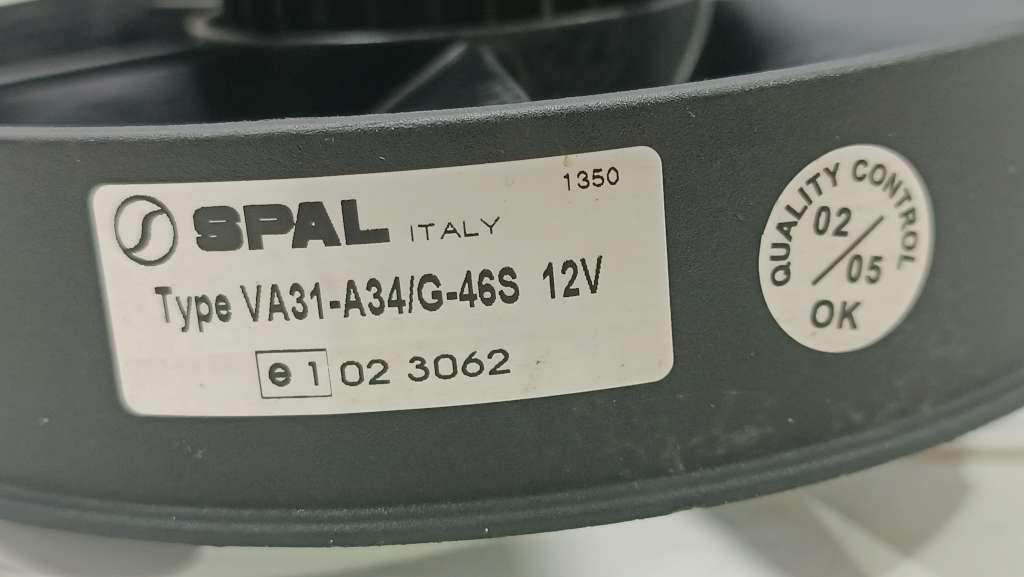 1350
SPAL ITALY
Type VA31-A34/G-46S 12V
e 1 02 3062
QUALITY CONTROL
02/05
OK